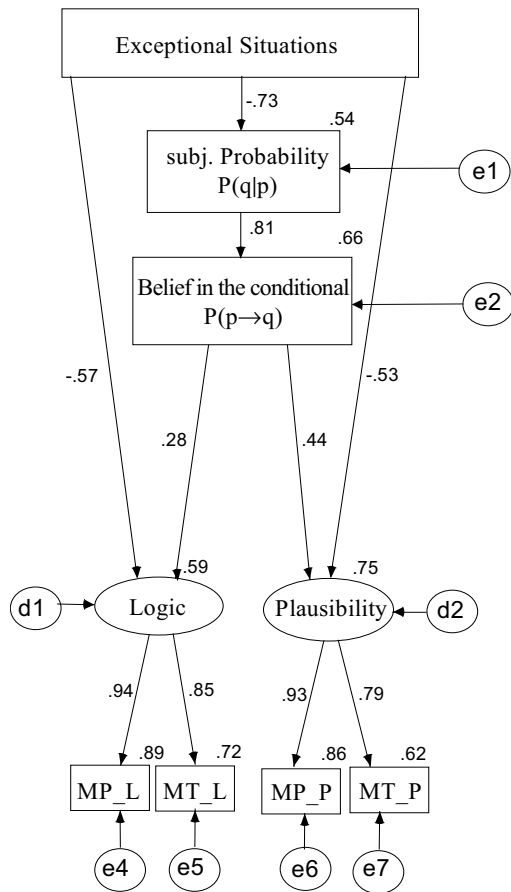 Exceptional Situations
-.73
.54
subj. Probability
P(q|p)
e1
.81
.66
Belief in the conditional
P(p→q)
e2
-.57
-.53
.28
.44
.59
.75
d1
Logic
Plausibility
d2
.94
.85
.93
.79
.89
.72
.86
.62
MP_L
MT_L
MP_P
MT_P
e4
e5
e6
e7